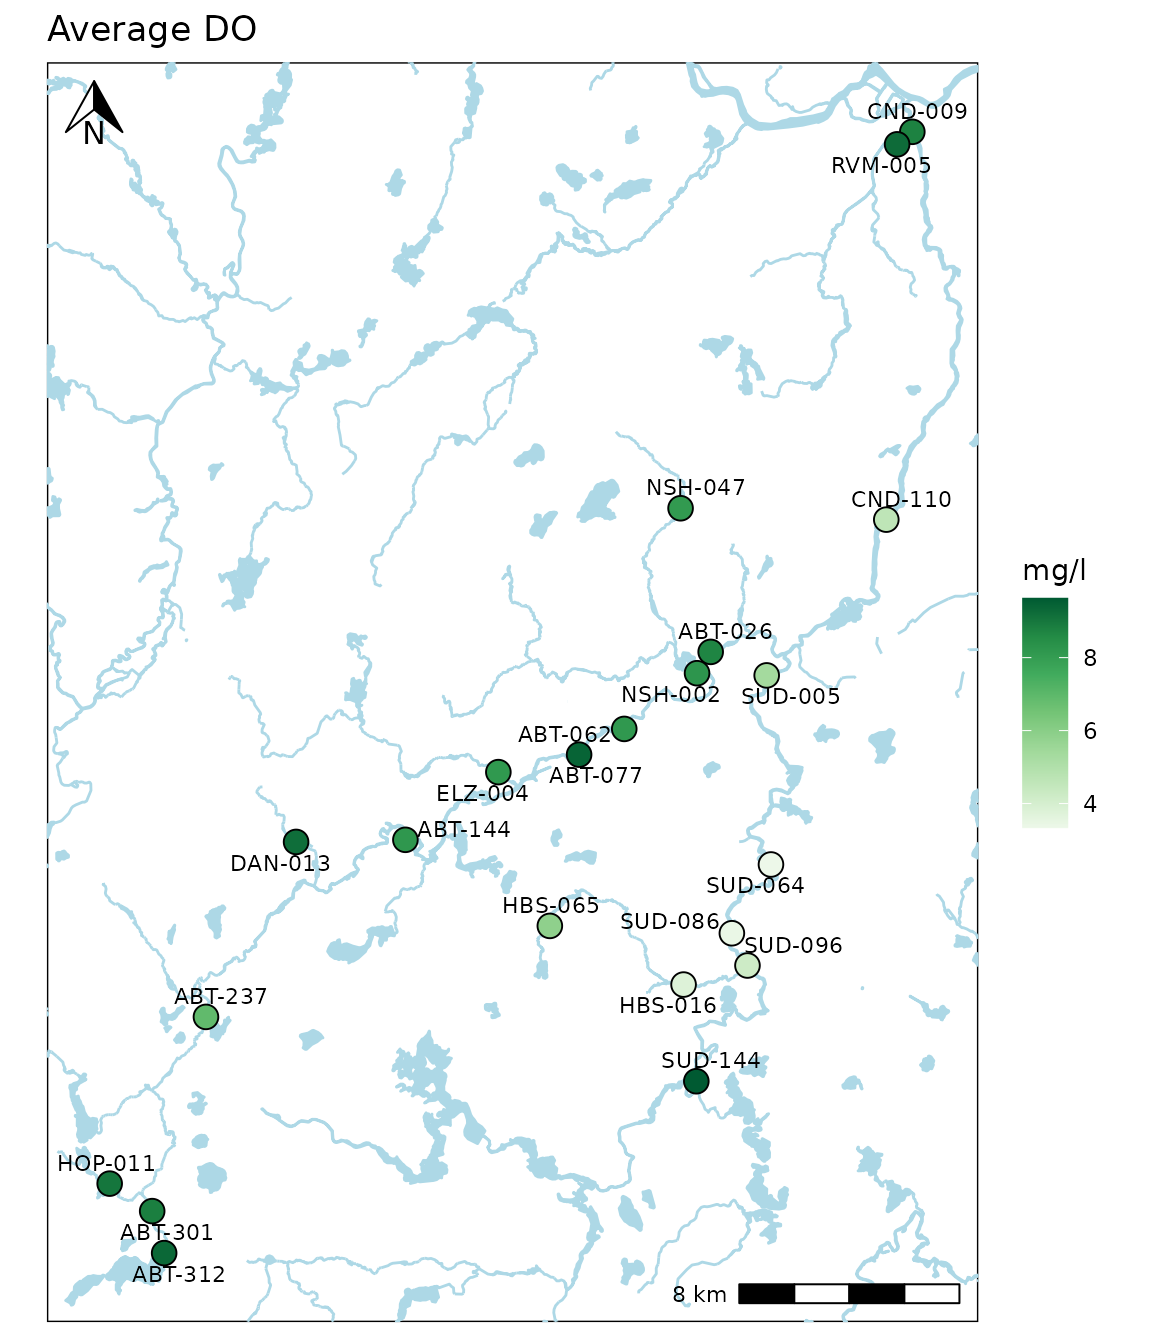 Average DO
N
CND-009
RVM-005
NSH-047
CND-110
mg/l
8
6
4
ABT-026
NSH-002
SUD-005
ABT-062
ABT-077
ELZ-004
ABT-144
DAN-013
SUD-064
HBS-065
SUD-086
SUD-096
ABT-237
HBS-016
SUD-144
HOP-011
ABT-301
ABT-312
8 km